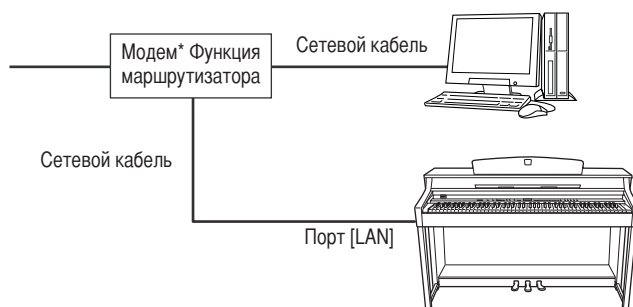 Модем* Функция
маршрутизатора
Сетевой кабель
Сетевой кабель
Порт [LAN]